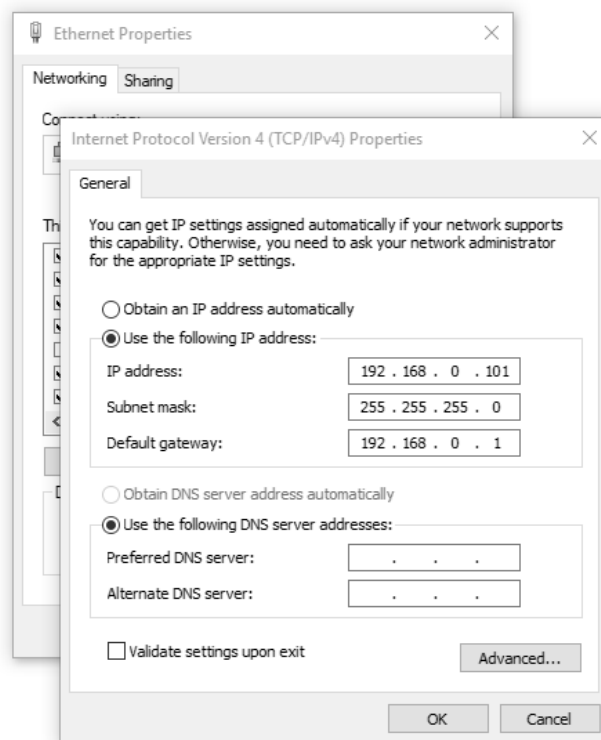 Ethernet Properties
Networking Sharing
Internet Protocol Version 4 (TCP/IPv4) Properties
General
You can get IP settings assigned automatically if your network supports
this capability. Otherwise, you need to ask your network administrator
for the appropriate IP settings.
Obtain an IP address automatically
Use the following IP address:
IP address: 192 . 168 . 0 . 101
Subnet mask: 255 . 255 . 255 . 0
Default gateway: 192 . 168 . 0 . 1
Obtain DNS server address automatically
Use the following DNS server addresses:
Preferred DNS server: . . .
Alternate DNS server: . . .
Validate settings upon exit
Advanced...
OK Cancel